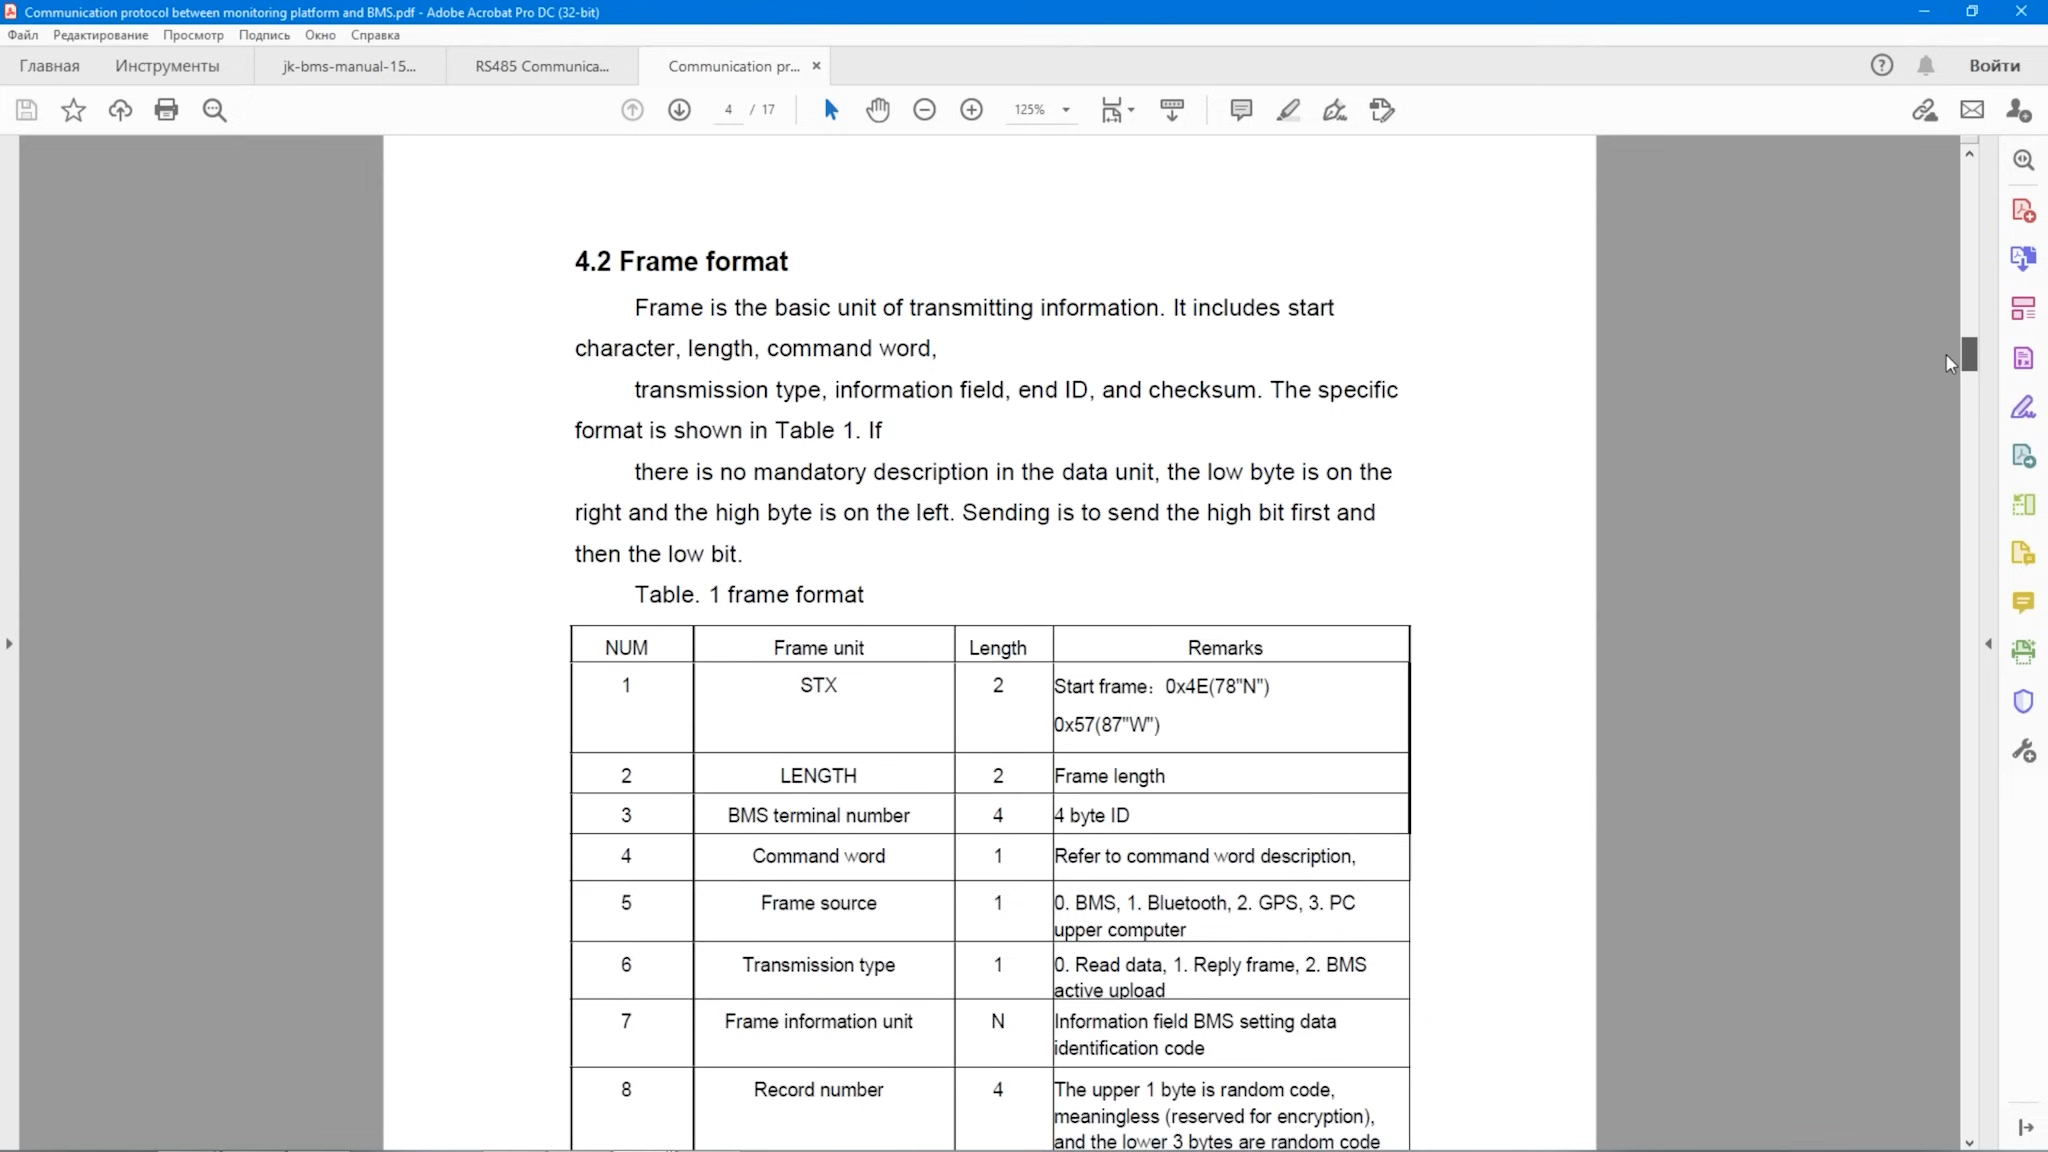 Communication protocol between monitoring platform and BMS.pdf - Adobe Acrobat Pro DC (32-bit)
Файл Редактирование Просмотр Подпись Окно Справка
Главная Инструменты jk-bms-manual-15... RS485 Communica... Communication pr... Войти
4 / 17 125%
4.2 Frame format
Frame is the basic unit of transmitting information. It includes start
character, length, command word,
transmission type, information field, end ID, and checksum. The specific
format is shown in Table 1. If
there is no mandatory description in the data unit, the low byte is on the
right and the high byte is on the left. Sending is to send the high bit first and
then the low bit.
Table. 1 frame format
NUM Frame unit Length Remarks
1 STX 2 Start frame：0x4E(78"N")
0x57(87"W")
2 LENGTH 2 Frame length
3 BMS terminal number 4 4 byte ID
4 Command word 1 Refer to command word description,
5 Frame source 1 0. BMS, 1. Bluetooth, 2. GPS, 3. PC
upper computer
6 Transmission type 1 0. Read data, 1. Reply frame, 2. BMS
active upload
7 Frame information unit N Information field BMS setting data
identification code
8 Record number 4 The upper 1 byte is random code,
meaningless (reserved for encryption),
and the lower 3 bytes are random code